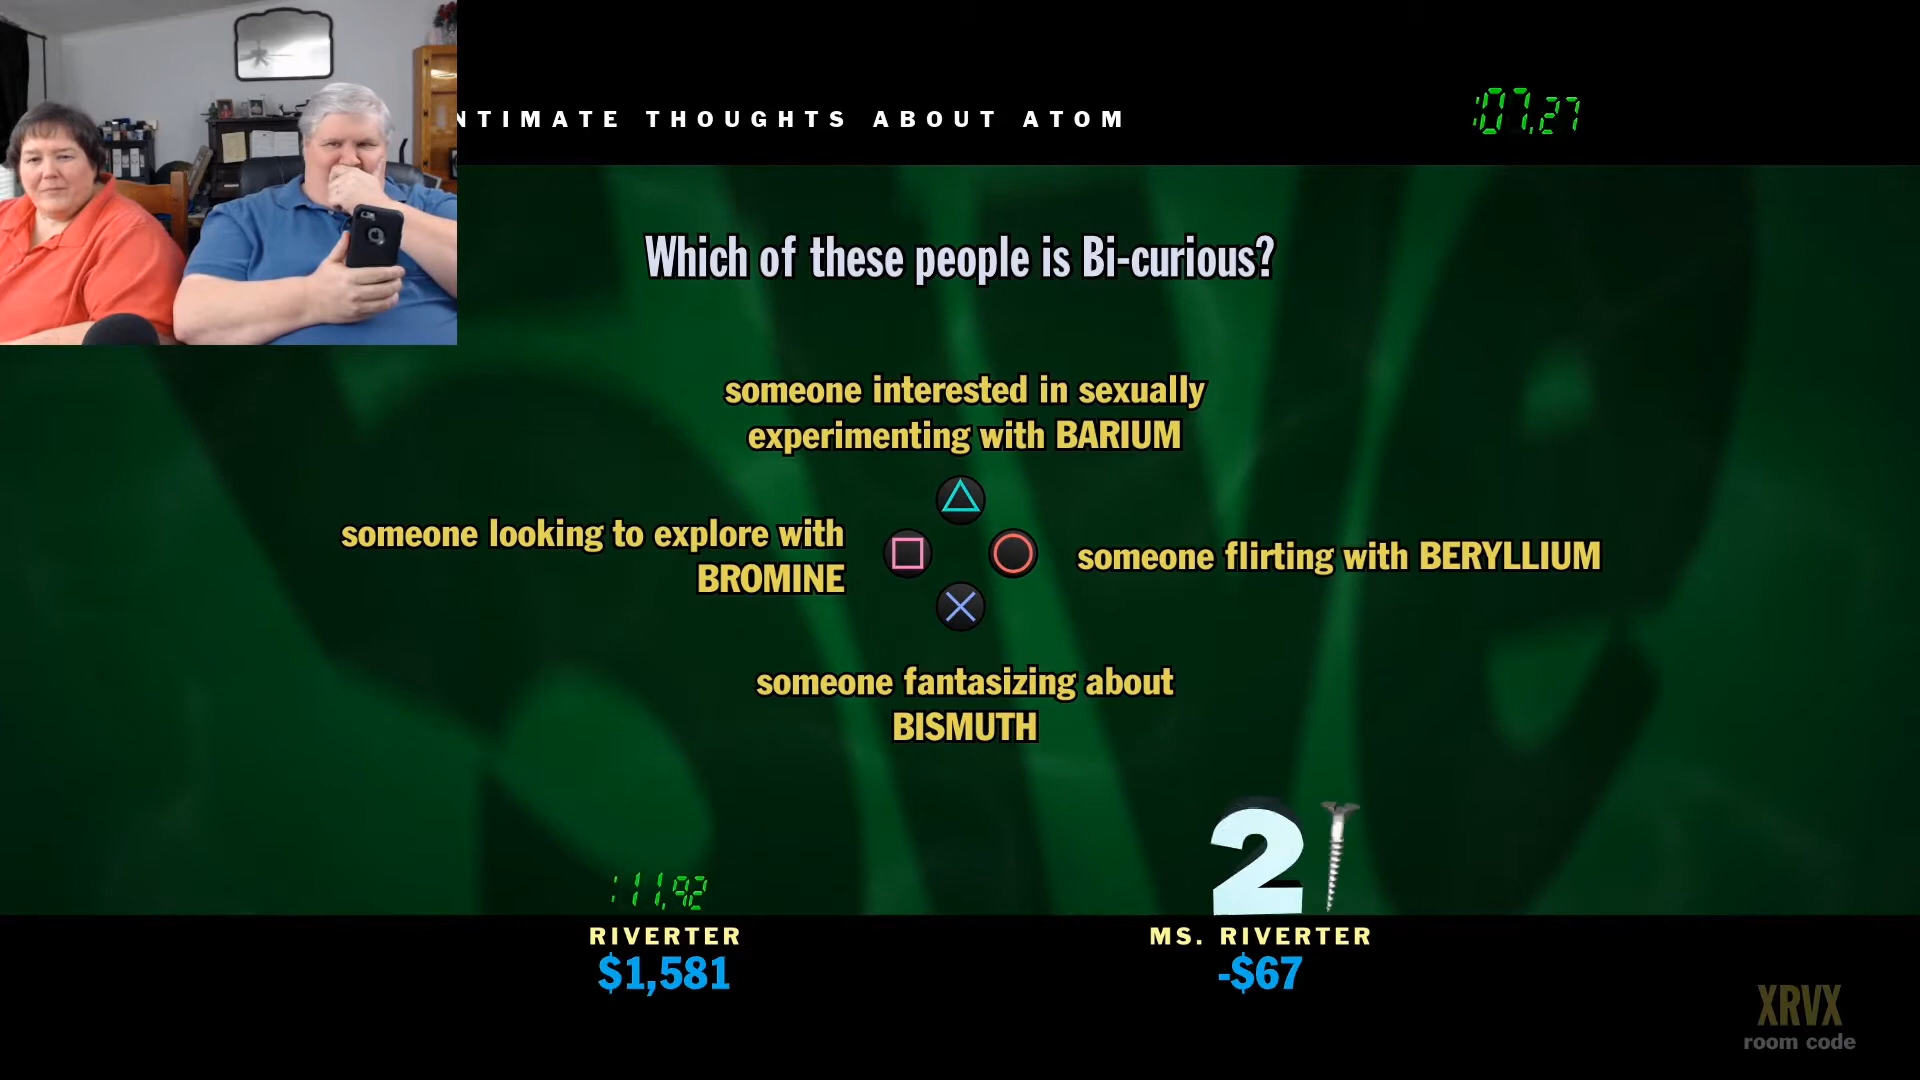 NTIMATE THOUGHTS ABOUT ATOM
:07.27
Which of these people is Bi-curious?
someone interested in sexually
experimenting with BARIUM
someone looking to explore with
BROMINE
someone flirting with BERYLLIUM
someone fantasizing about
BISMUTH
2
:11.92
RIVERTER
$1,581
MS. RIVERTER
-$67
XRVX
room code